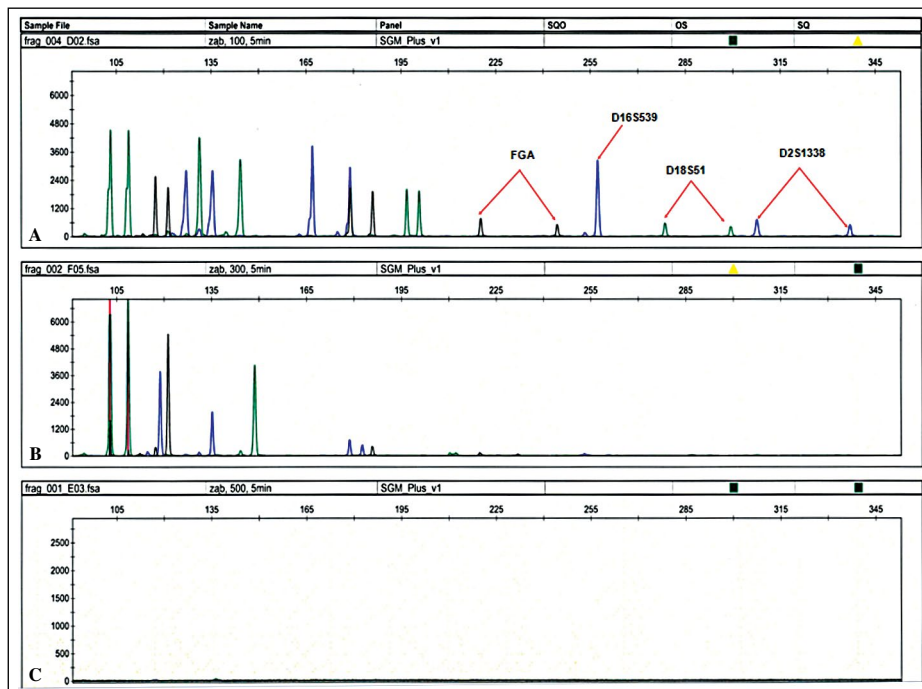 Sample File Sample Name Panel SQO OS SQ
frag_004_D02.fsa ząb, 100, 5min SGM_Plus_v1
105 135 165 195 225 255 285 315 345
6000
D16S539
4800
FGA D18S51 D2S1338
3600
2400
1200
0
A
frag_002_F05.fsa ząb, 300, 5min SGM_Plus_v1
105 135 165 195 225 255 285 315 345
6000
4800
3600
2400
1200
0
B
frag_001_E03.fsa ząb, 500, 5min SGM_Plus_v1
105 135 165 195 225 255 285 315 345
2500
2000
1500
1000
500
0
C